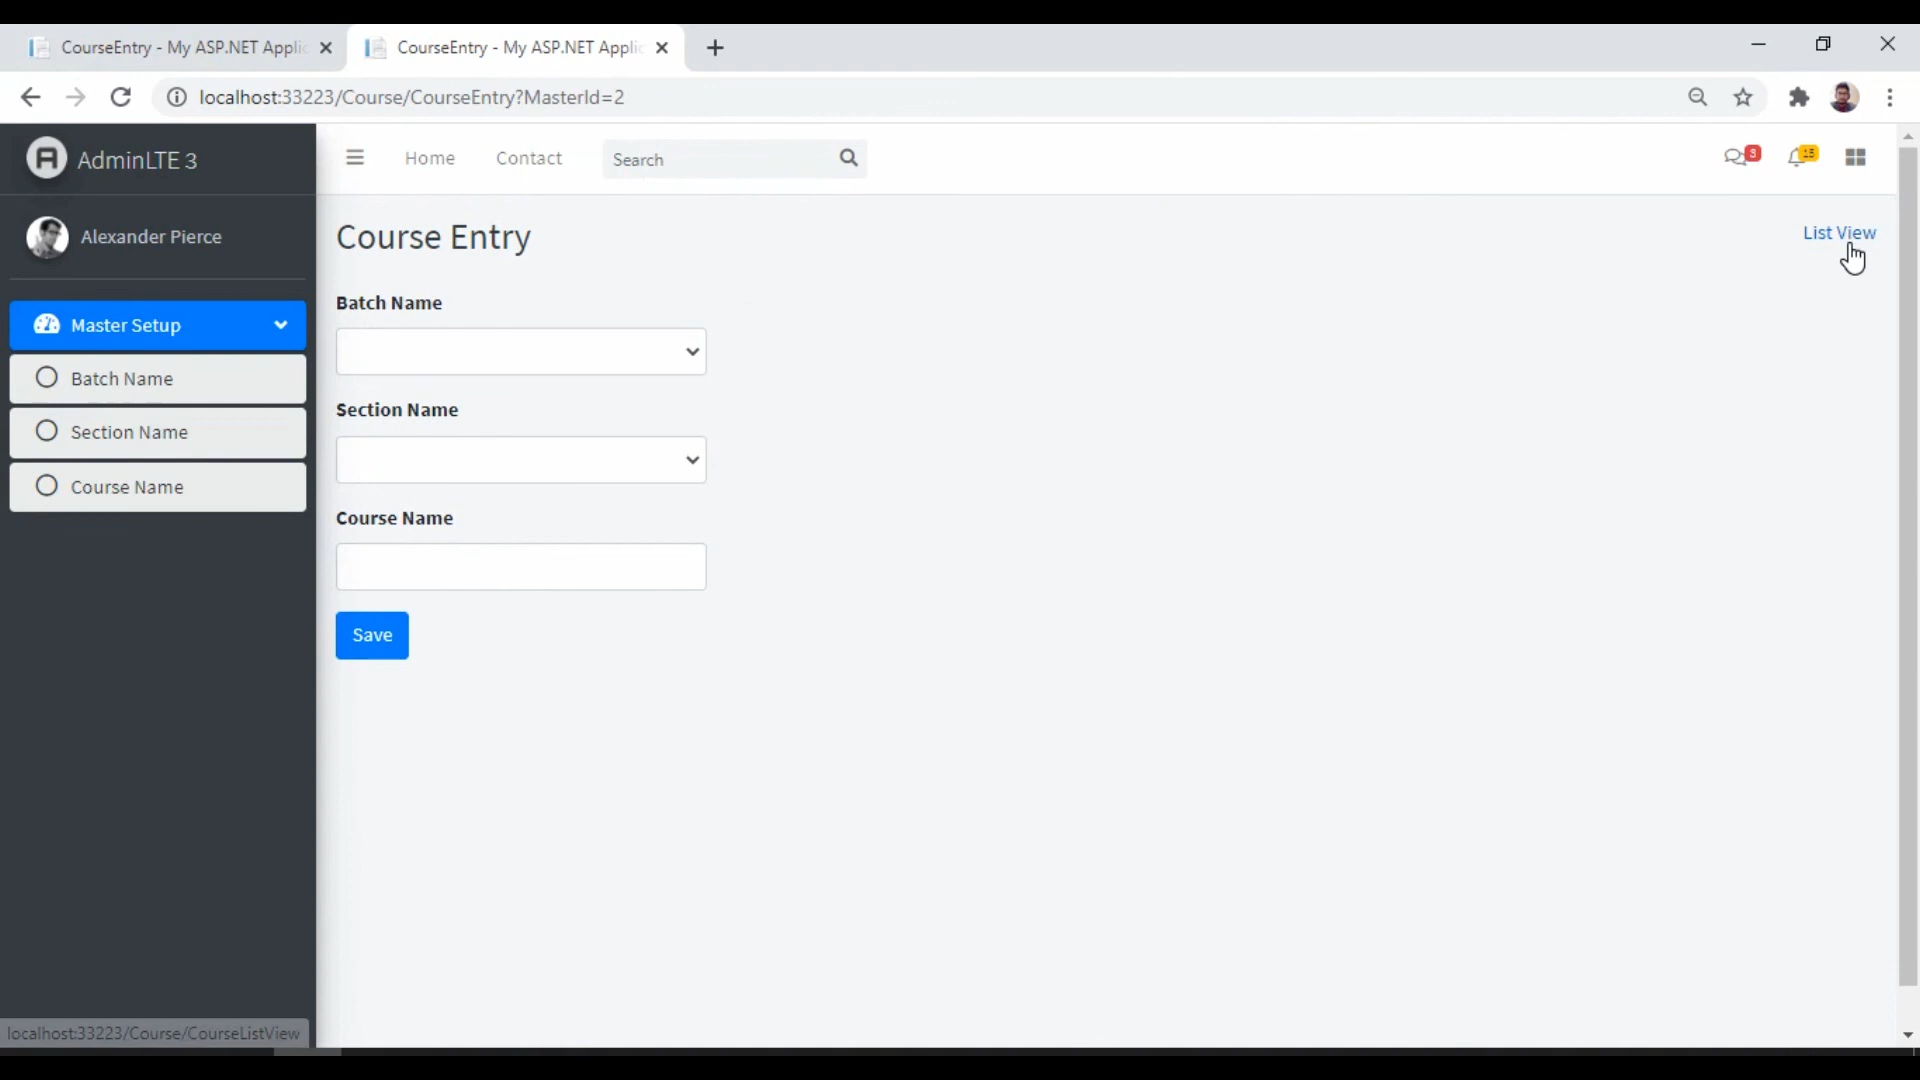 CourseEntry - My ASP.NET Applic
CourseEntry - My ASP.NET Applic
localhost:33223/Course/CourseEntry?MasterId=2
AdminLTE 3
Home
Contact
Search
3
15
Alexander Pierce
Course Entry
List View
Master Setup
Batch Name
Section Name
Course Name
Batch Name
Section Name
Course Name
Save
localhost:33223/Course/CourseListView